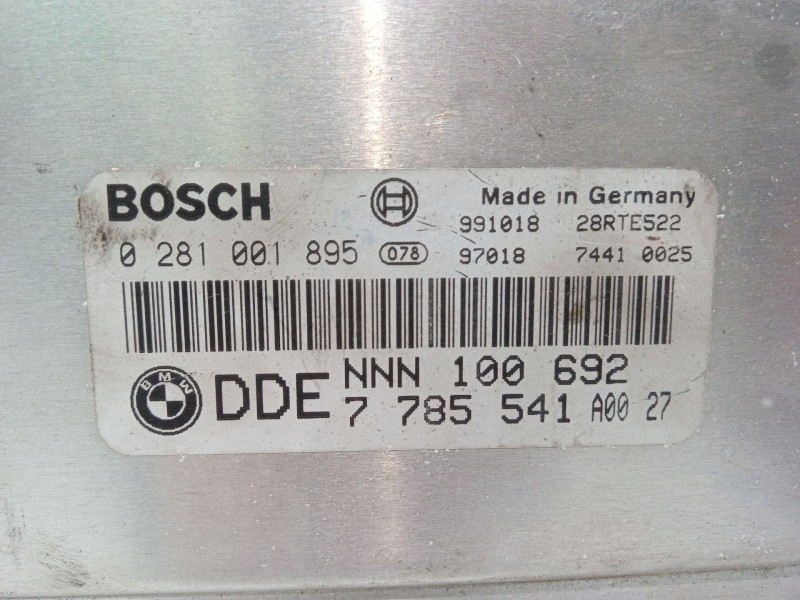 BOSCH Made in Germany
991018 28RTE522
0 281 001 895 078 97018 7441 0025
BMW DDE NNN 100 692
7 785 541 A00 27